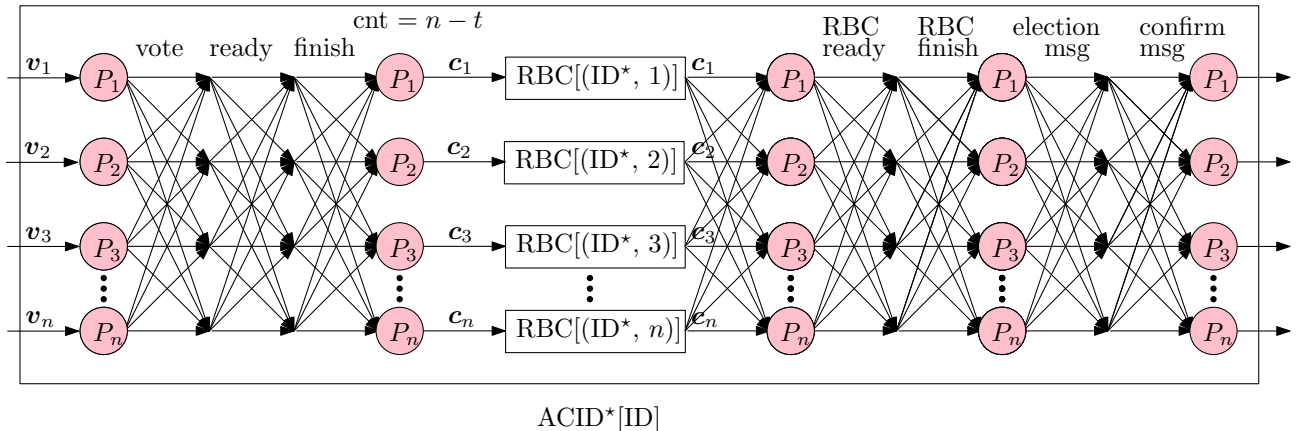 cnt = n − t
vote ready finish RBC ready RBC finish election msg confirm msg
v₁ P₁ P₁ c₁ RBC[(ID⋆, 1)] c₁ P₁ P₁ P₁
v₂ P₂ P₂ c₂ RBC[(ID⋆, 2)] c₂ P₂ P₂ P₂
v₃ P₃ P₃ c₃ RBC[(ID⋆, 3)] c₃ P₃ P₃ P₃
vₙ Pₙ Pₙ cₙ RBC[(ID⋆, n)] cₙ Pₙ Pₙ Pₙ
ACID⋆[ID]